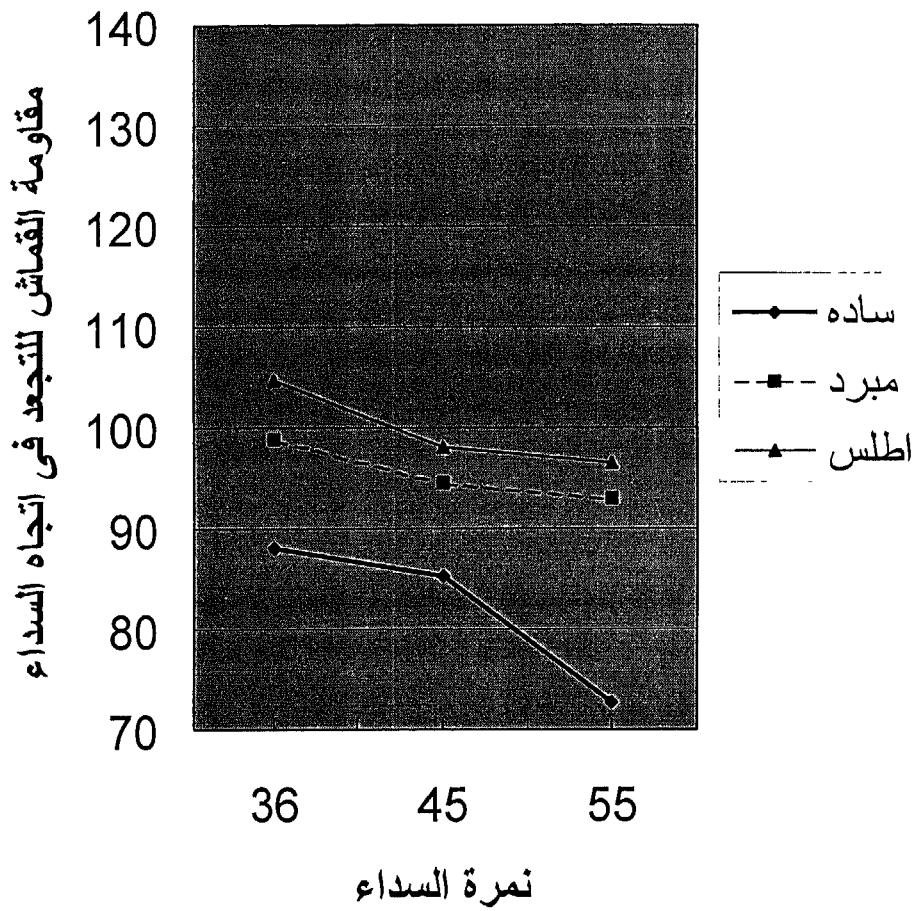 مقاومة القماش للتجعد فى اتجاه السداء
140
130
120
110
100
90
80
70
36 45 55
نمرة السداء
ساده
مبرد
اطلس